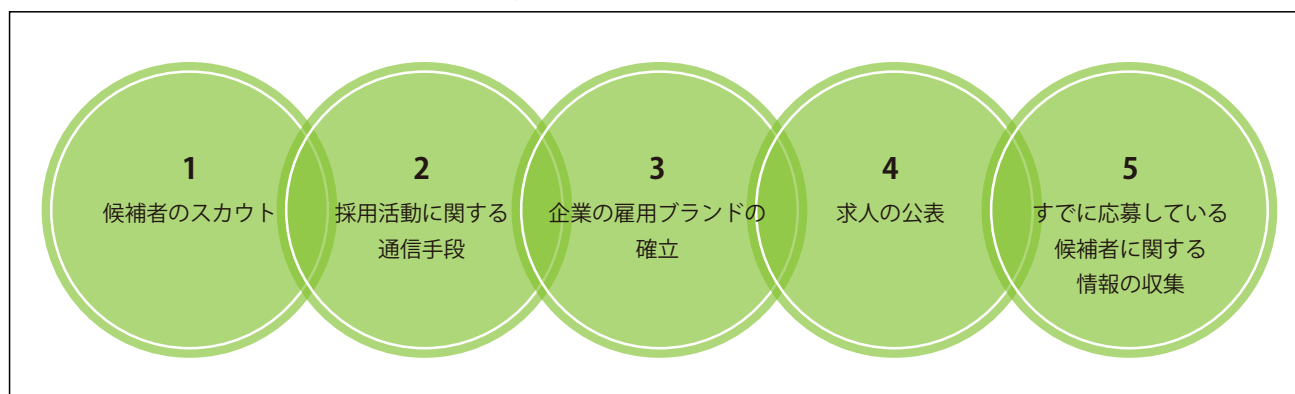 1
候補者のスカウト
2
採用活動に関する
通信手段
3
企業の雇用ブランドの
確立
4
求人の公表
5
すでに応募している
候補者に関する
情報の収集